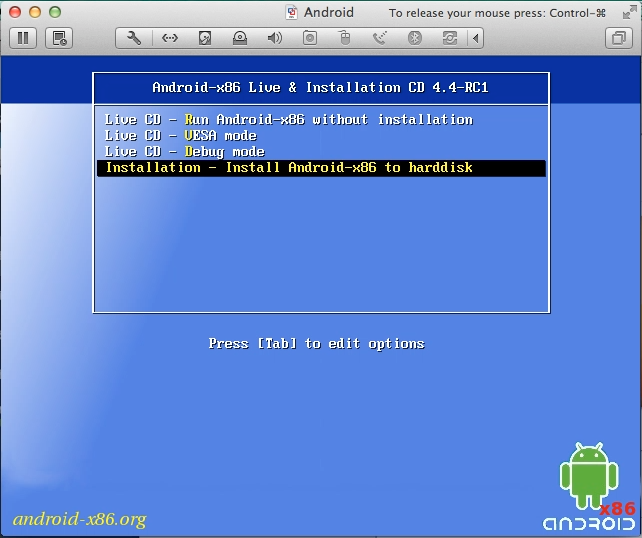 Android
To release your mouse press: Control-⌘
Android-x86 Live & Installation CD 4.4-RC1
Live CD - Run Android-x86 without installation
Live CD - VESA mode
Live CD - Debug mode
Installation - Install Android-x86 to harddisk
Press [Tab] to edit options
android-x86.org
x86
ANDROID